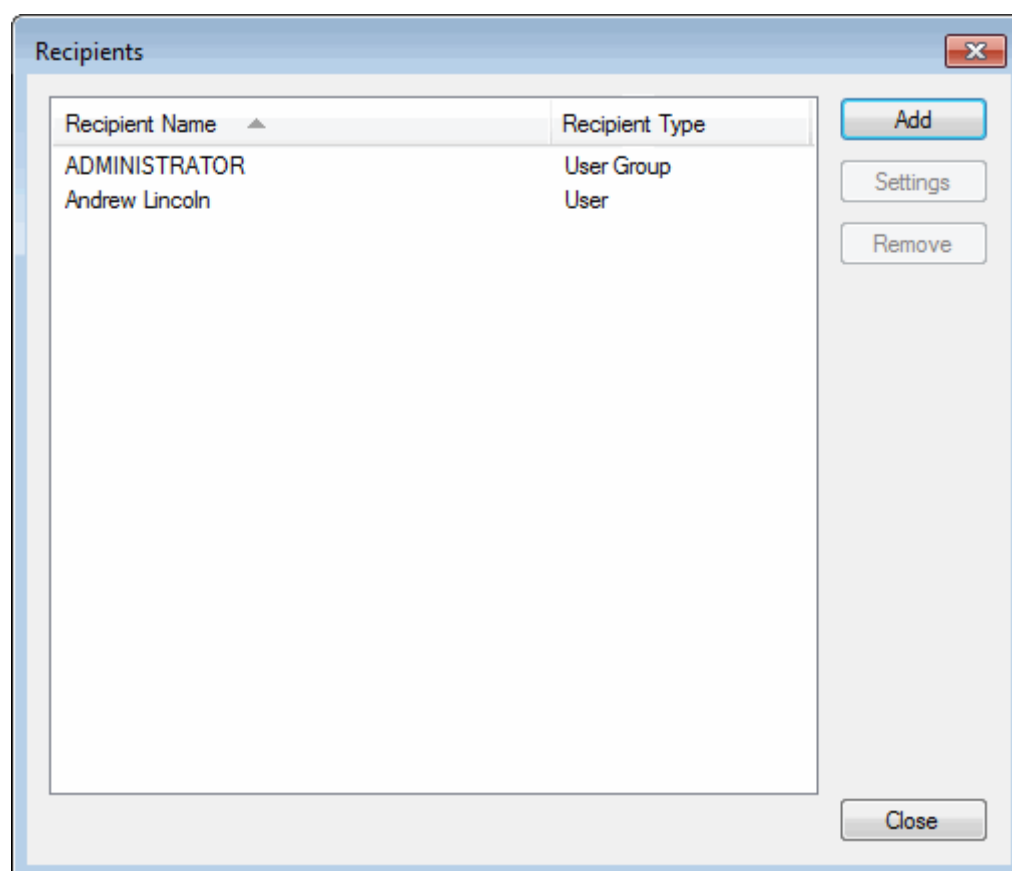 Recipients
Recipient Name Recipient Type
ADMINISTRATOR User Group
Andrew Lincoln User
Add
Settings
Remove
Close